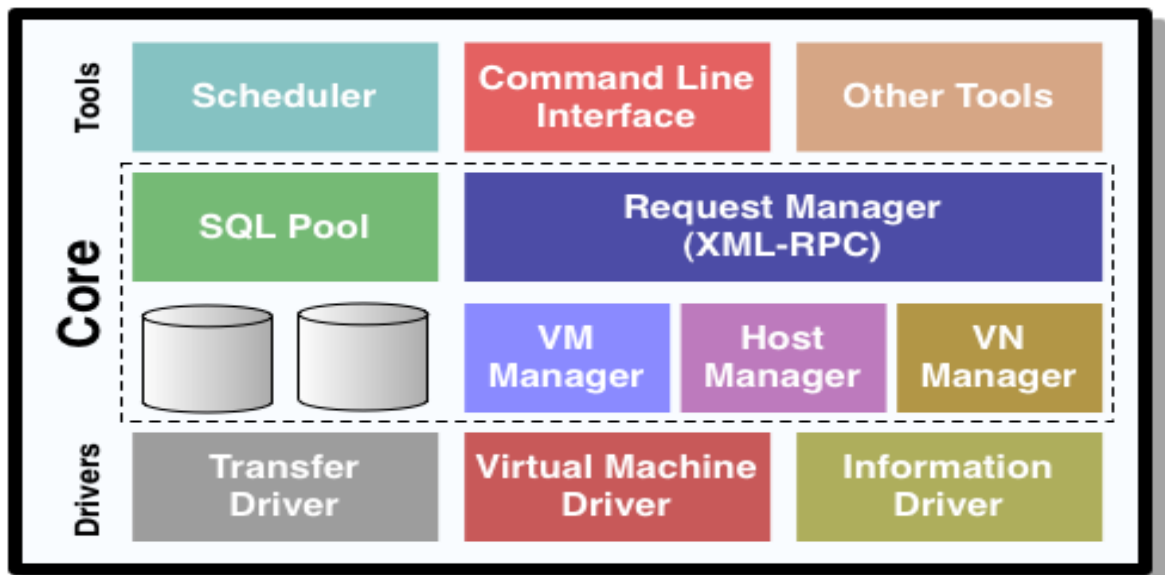 Tools
Scheduler
Command Line
Interface
Other Tools
Core
SQL Pool
Request Manager
(XML-RPC)
VM
Manager
Host
Manager
VN
Manager
Drivers
Transfer
Driver
Virtual Machine
Driver
Information
Driver